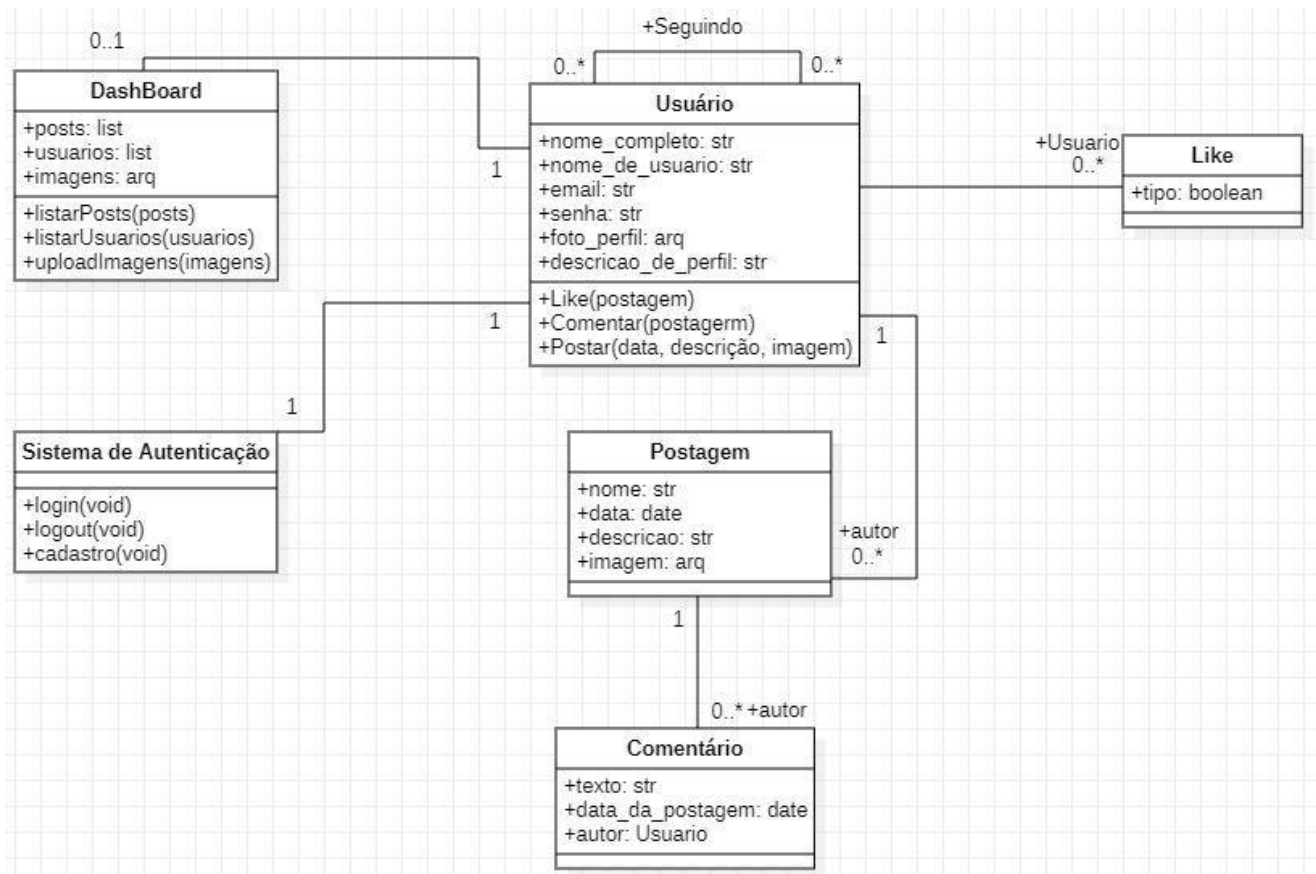 +Seguindo
0..1
0..*
0..*
DashBoard
+posts: list
+usuarios: list
+imagens: arq
+listarPosts(posts)
+listarUsuarios(usuarios)
+uploadImagens(imagens)
1
Usuário
+nome_completo: str
+nome_de_usuario: str
+email: str
+senha: str
+foto_perfil: arq
+descricao_de_perfil: str
+Like(postagem)
+Comentar(postagerm)
+Postar(data, descrição, imagem)
+Usuario
0..*
Like
+tipo: boolean
1
1
1
Sistema de Autenticação
+login(void)
+logout(void)
+cadastro(void)
Postagem
+nome: str
+data: date
+descricao: str
+imagem: arq
+autor
0..*
1
0..* +autor
Comentário
+texto: str
+data_da_postagem: date
+autor: Usuario